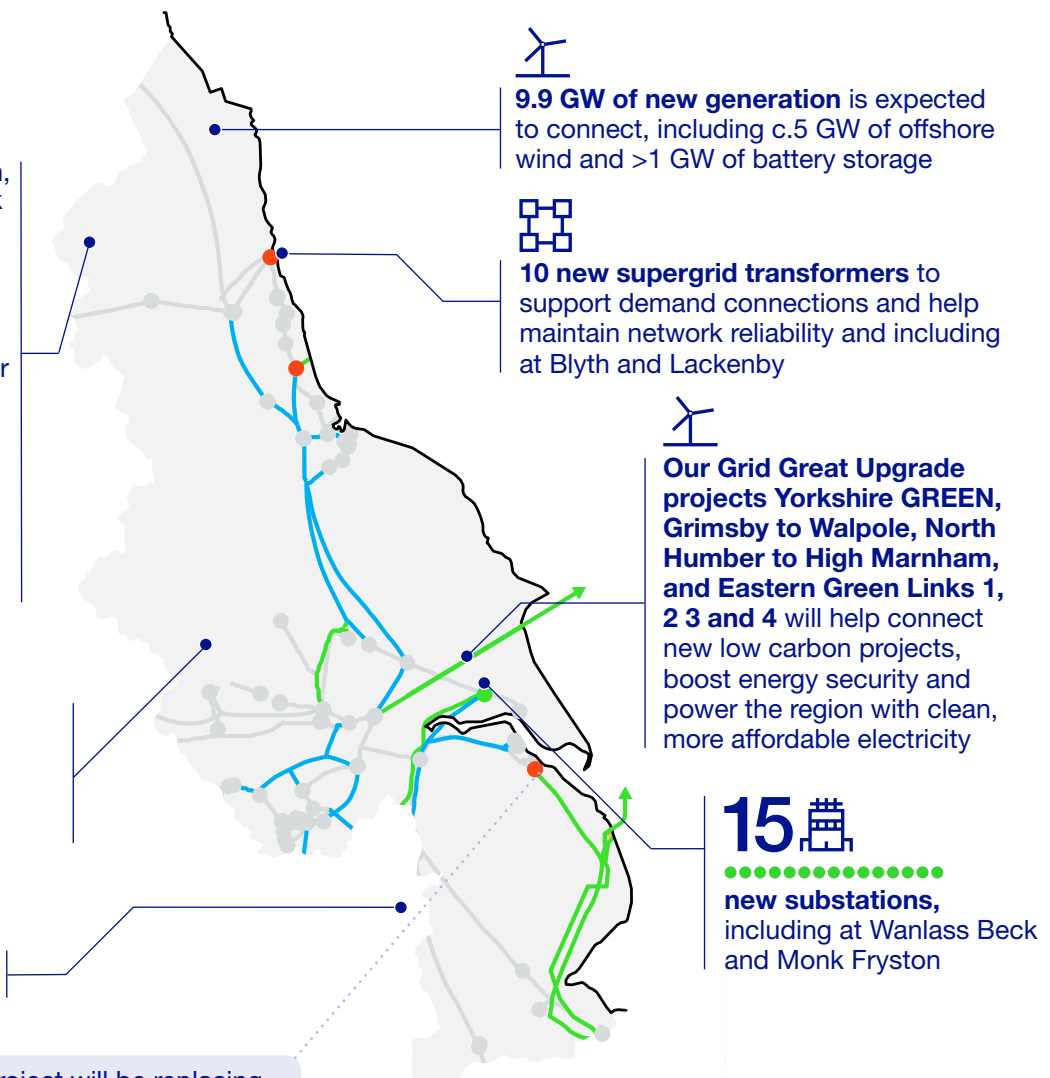 9.9 GW of new generation is expected
to connect, including c.5 GW of offshore
wind and >1 GW of battery storage
10 new supergrid transformers to
support demand connections and help
maintain network reliability and including
at Blyth and Lackenby
Our Grid Great Upgrade
projects Yorkshire GREEN,
Grimsby to Walpole, North
Humber to High Marnham,
and Eastern Green Links 1,
2 3 and 4 will help connect
new low carbon projects,
boost energy security and
power the region with clean,
more affordable electricity
15
new substations,
including at Wanlass Beck
and Monk Fryston
will be replacing